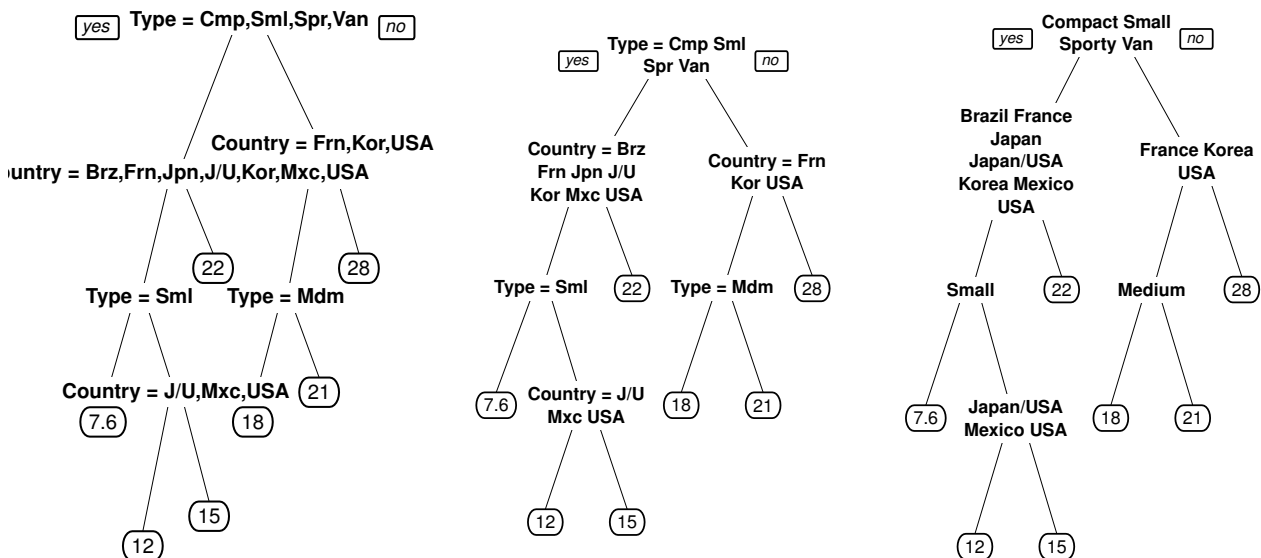 yes
Type = Cmp,Sml,Spr,Van
no
Country = Frn,Kor,USA
ountry = Brz,Frn,Jpn,J/U,Kor,Mxc,USA
22
28
Type = Sml
Type = Mdm
Country = J/U,Mxc,USA
21
7.6
18
15
12
yes
Type = Cmp Sml
Spr Van
no
Country = Brz
Frn Jpn J/U
Kor Mxc USA
Country = Frn
Kor USA
Type = Sml
22
Type = Mdm
28
7.6
Country = J/U
Mxc USA
18
21
12
15
yes
Compact Small
Sporty Van
no
Brazil France
Japan
Japan/USA
Korea Mexico
USA
France Korea
USA
Small
22
Medium
28
7.6
Japan/USA
Mexico USA
18
21
12
15